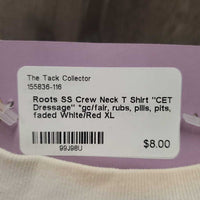 The Tack Collector
155836-116
Roots SS Crew Neck T Shirt "CET
Dressage" *gc/fair, rubs, pills, pits,
faded White/Red XL
99J98U
$8.00